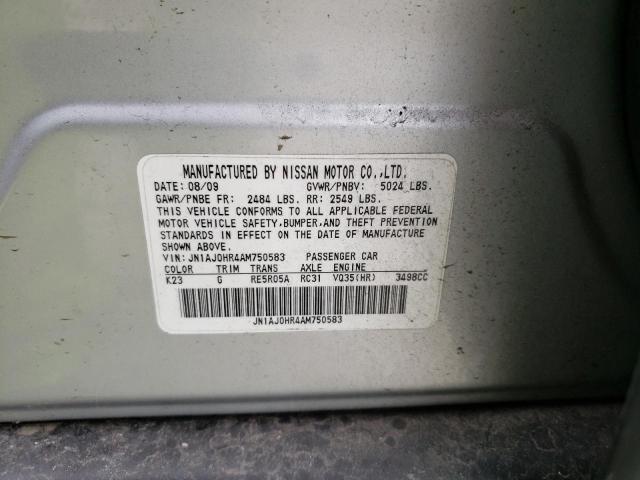 MANUFACTURED BY NISSAN MOTOR CO.,LTD.
DATE: 08/09 GVWR/PNBV: 5024 LBS.
GAWR/PNBE FR: 2484 LBS. RR: 2549 LBS.
THIS VEHICLE CONFORMS TO ALL APPLICABLE FEDERAL
MOTOR VEHICLE SAFETY,BUMPER,AND THEFT PREVENTION
STANDARDS IN EFFECT ON THE DATE OF MANUFACTURE
SHOWN ABOVE.
VIN: JN1AJ0HR4AM750583 PASSENGER CAR
COLOR TRIM TRANS AXLE ENGINE
K23 G RE5R05A RC31 VQ35(HR) 3498CC
JN1AJ0HR4AM750583